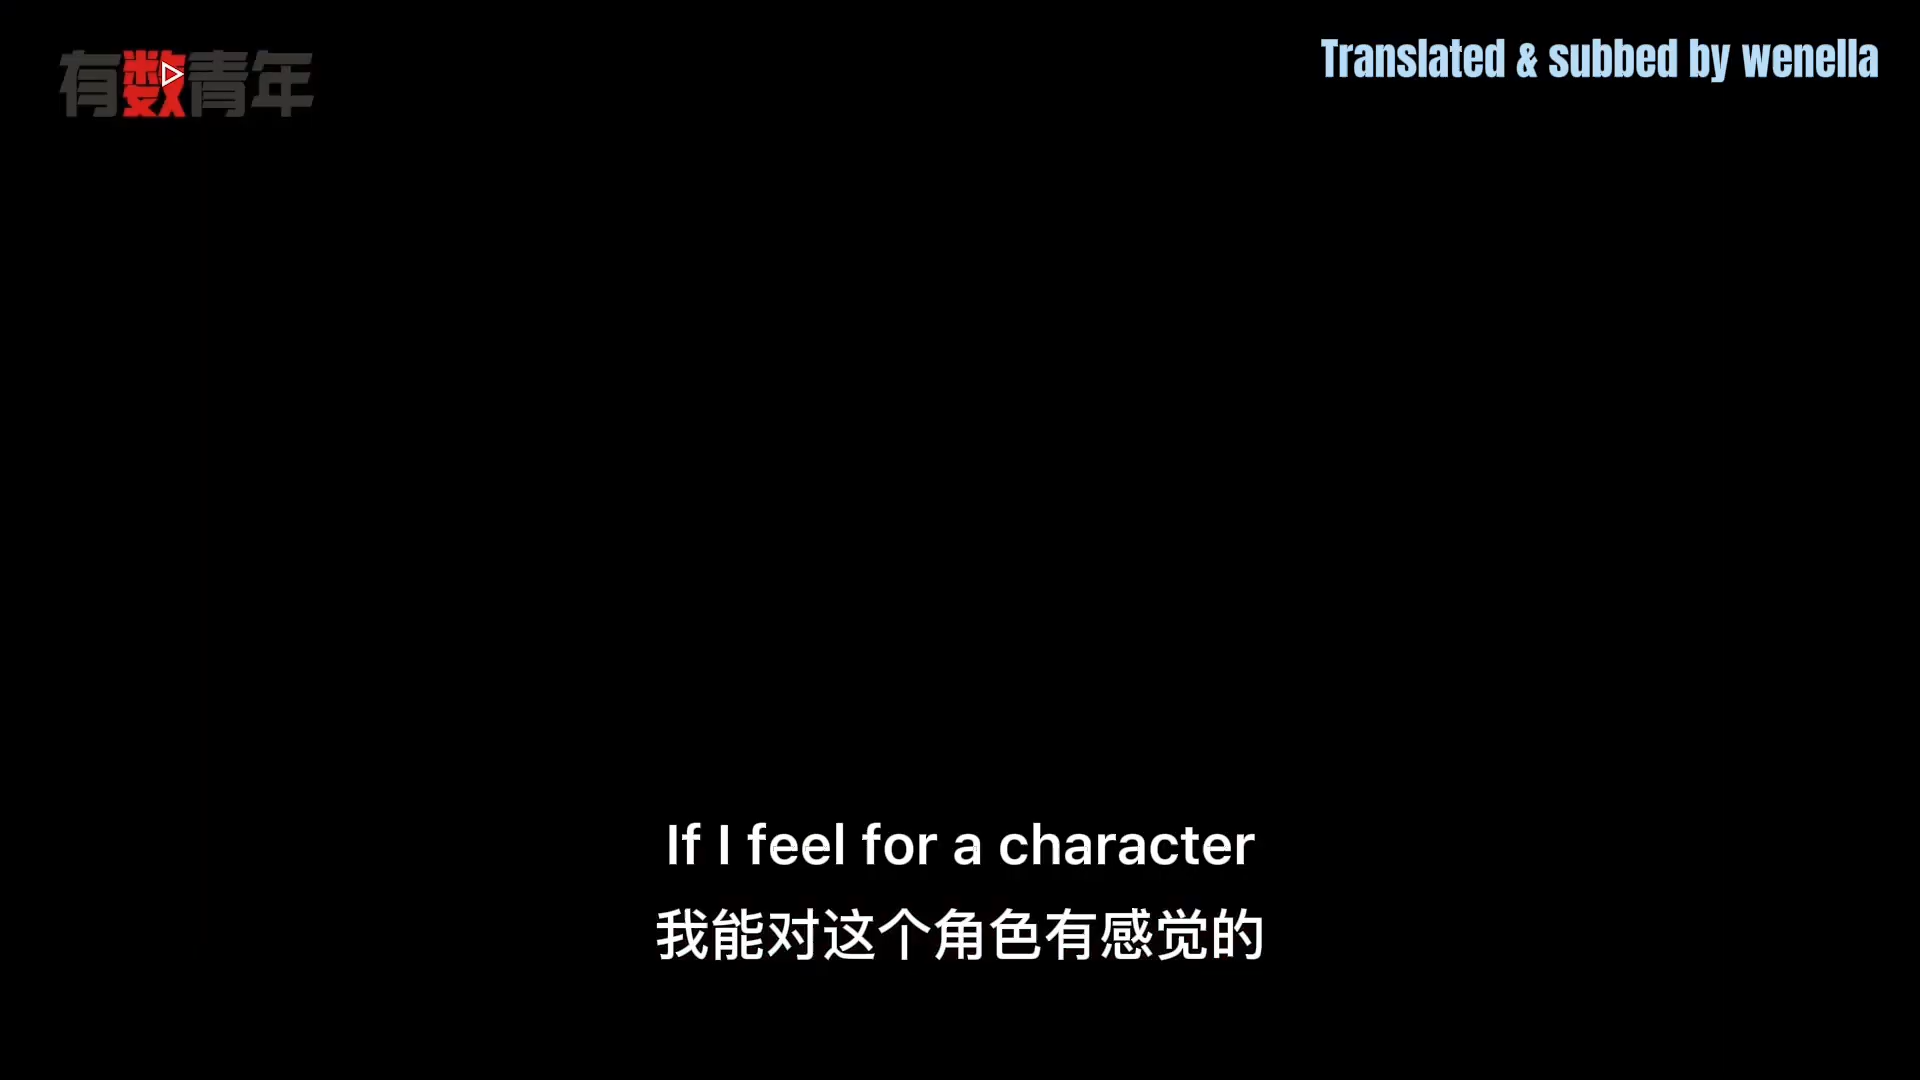 有数青年
Translated & subbed by wenella
If I feel for a character
我能对这个角色有感觉的